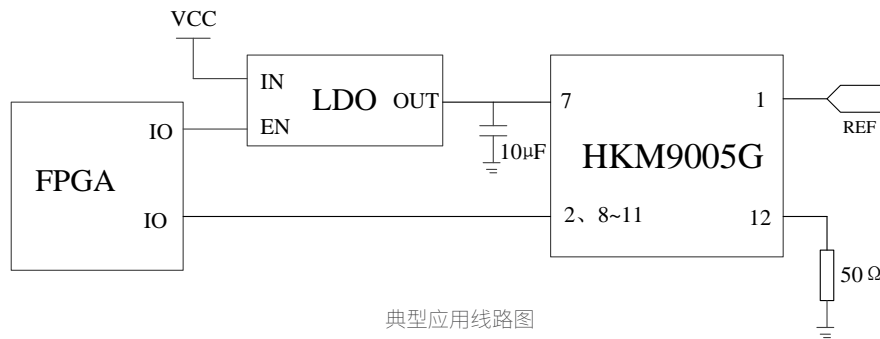 VCC
IN
LDO
OUT
EN
IO
FPGA
IO
10μF
7
1
HKM9005G
2、8~11
12
REF
50 Ω
典型应用线路图